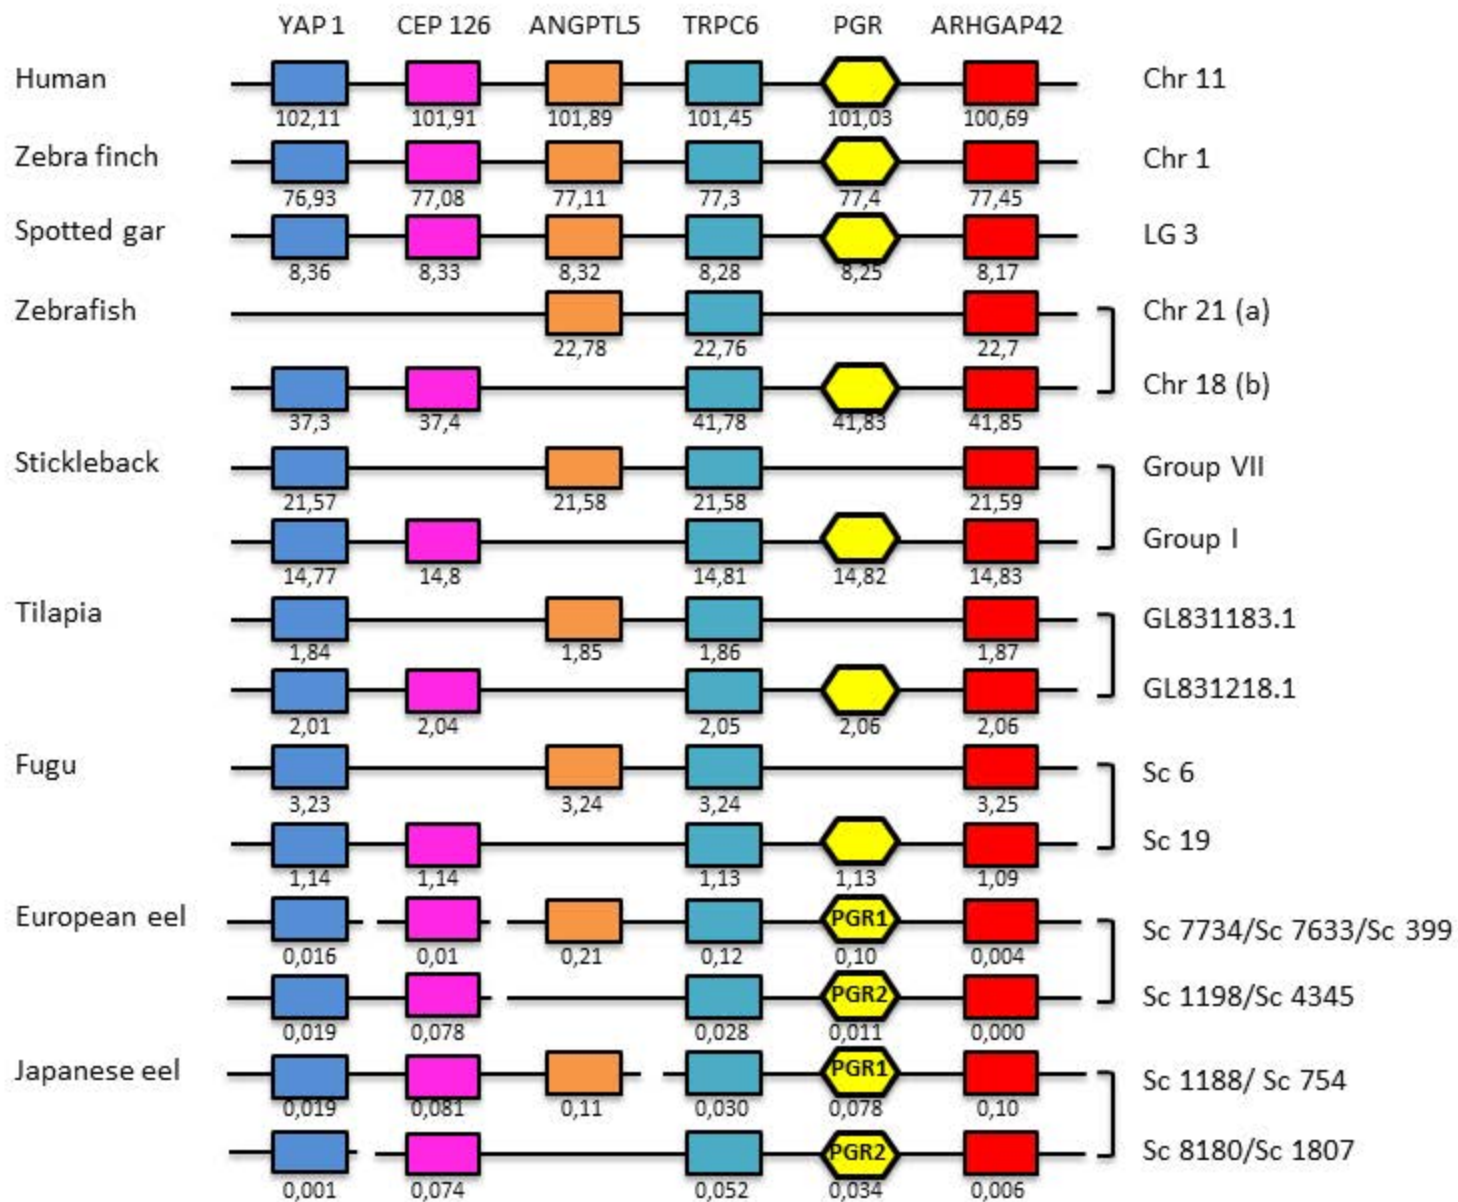 YAP 1 CEP 126 ANGPTL5 TRPC6 PGR ARHGAP42
Human Chr 11
102,11 101,91 101,89 101,45 101,03 100,69
Zebra finch Chr 1
76,93 77,08 77,11 77,3 77,4 77,45
Spotted gar LG 3
8,36 8,33 8,32 8,28 8,25 8,17
Zebrafish Chr 21 (a)
22,78 22,76 22,7
Chr 18 (b)
37,3 37,4 41,78 41,83 41,85
Stickleback Group VII
21,57 21,58 21,58 21,59
Group I
14,77 14,8 14,81 14,82 14,83
Tilapia GL831183.1
1,84 1,85 1,86 1,87
GL831218.1
2,01 2,04 2,05 2,06 2,06
Fugu Sc 6
3,23 3,24 3,24 3,25
Sc 19
1,14 1,14 1,13 1,13 1,09
European eel PGR1 Sc 7734/Sc 7633/Sc 399
0,016 0,01 0,21 0,12 0,10 0,004
PGR2 Sc 1198/Sc 4345
0,019 0,078 0,028 0,011 0,000
Japanese eel PGR1 Sc 1188/ Sc 754
0,019 0,081 0,11 0,030 0,078 0,10
PGR2 Sc 8180/Sc 1807
0,001 0,074 0,052 0,034 0,006